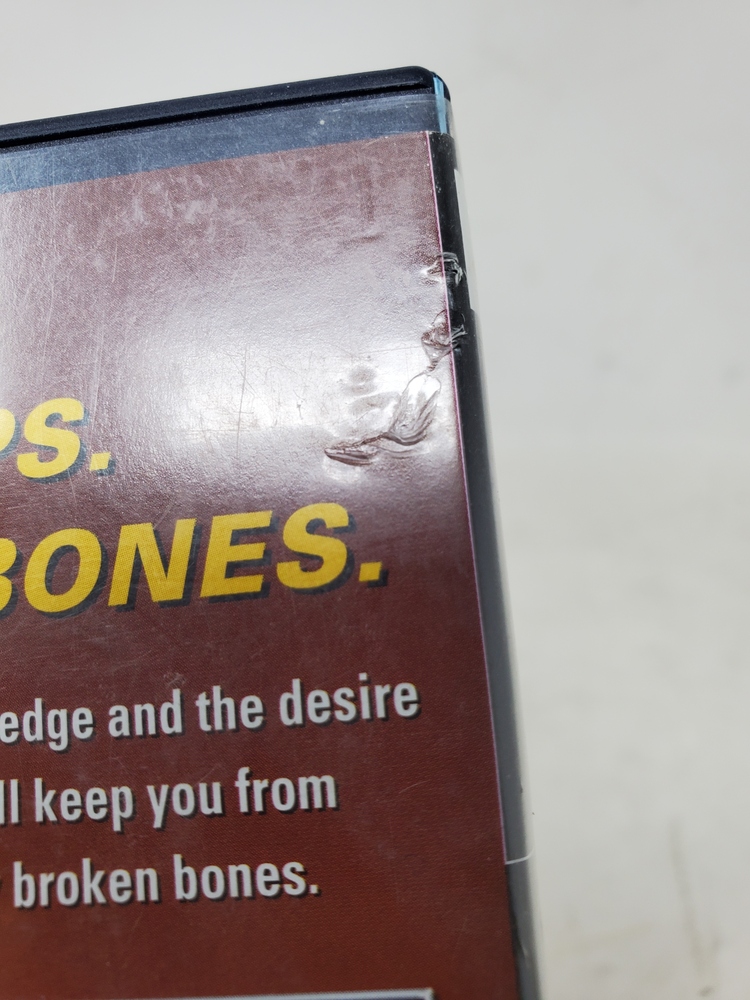 PS.
BONES.
edge and the desire
ll keep you from
broken bones.